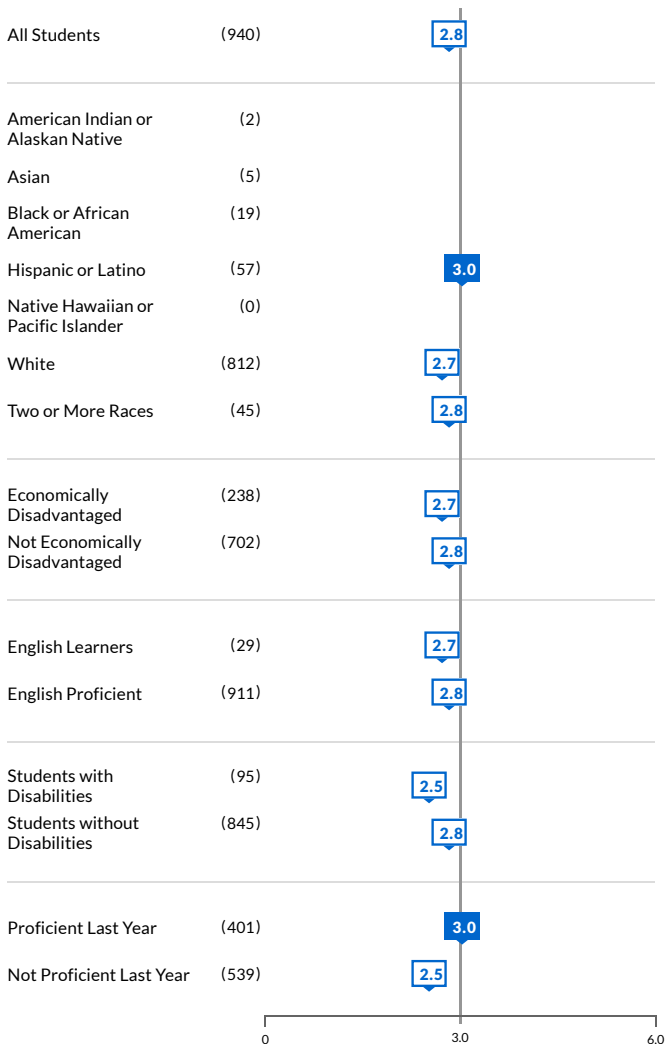 All Students (940) 2.8
American Indian or (2)
Alaskan Native
Asian (5)
Black or African (19)
American
Hispanic or Latino (57) 3.0
Native Hawaiian or (0)
Pacific Islander
White (812) 2.7
Two or More Races (45) 2.8
Economically (238) 2.7
Disadvantaged
Not Economically (702) 2.8
Disadvantaged
English Learners (29) 2.7
English Proficient (911) 2.8
Students with (95) 2.5
Disabilities
Students without (845) 2.8
Disabilities
Proficient Last Year (401) 3.0
Not Proficient Last Year (539) 2.5
0 3.0 6.0